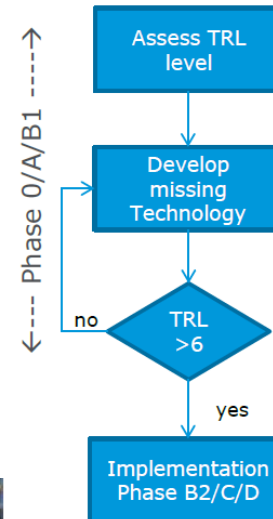 Assess TRL
level
<---- Phase 0/A/B1 ----->
Develop
missing
Technology
no
TRL
>6
yes
Implementation
Phase B2/C/D